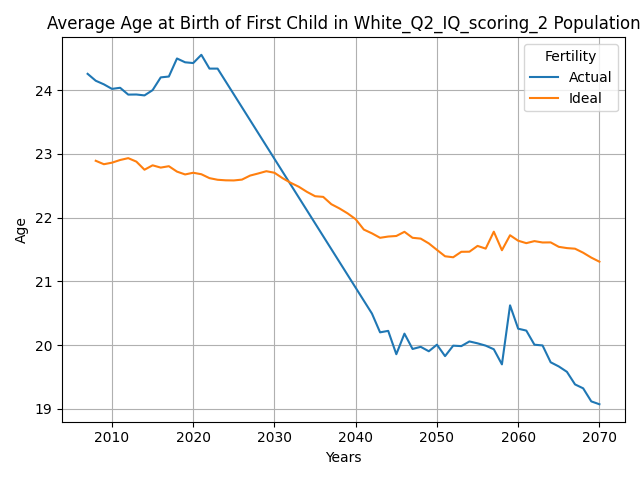 Average Age at Birth of First Child in White_Q2_IQ_scoring_2 Population
Fertility
Actual
Ideal
Age
24
23
22
21
20
19
2010
2020
2030
2040
2050
2060
2070
Years